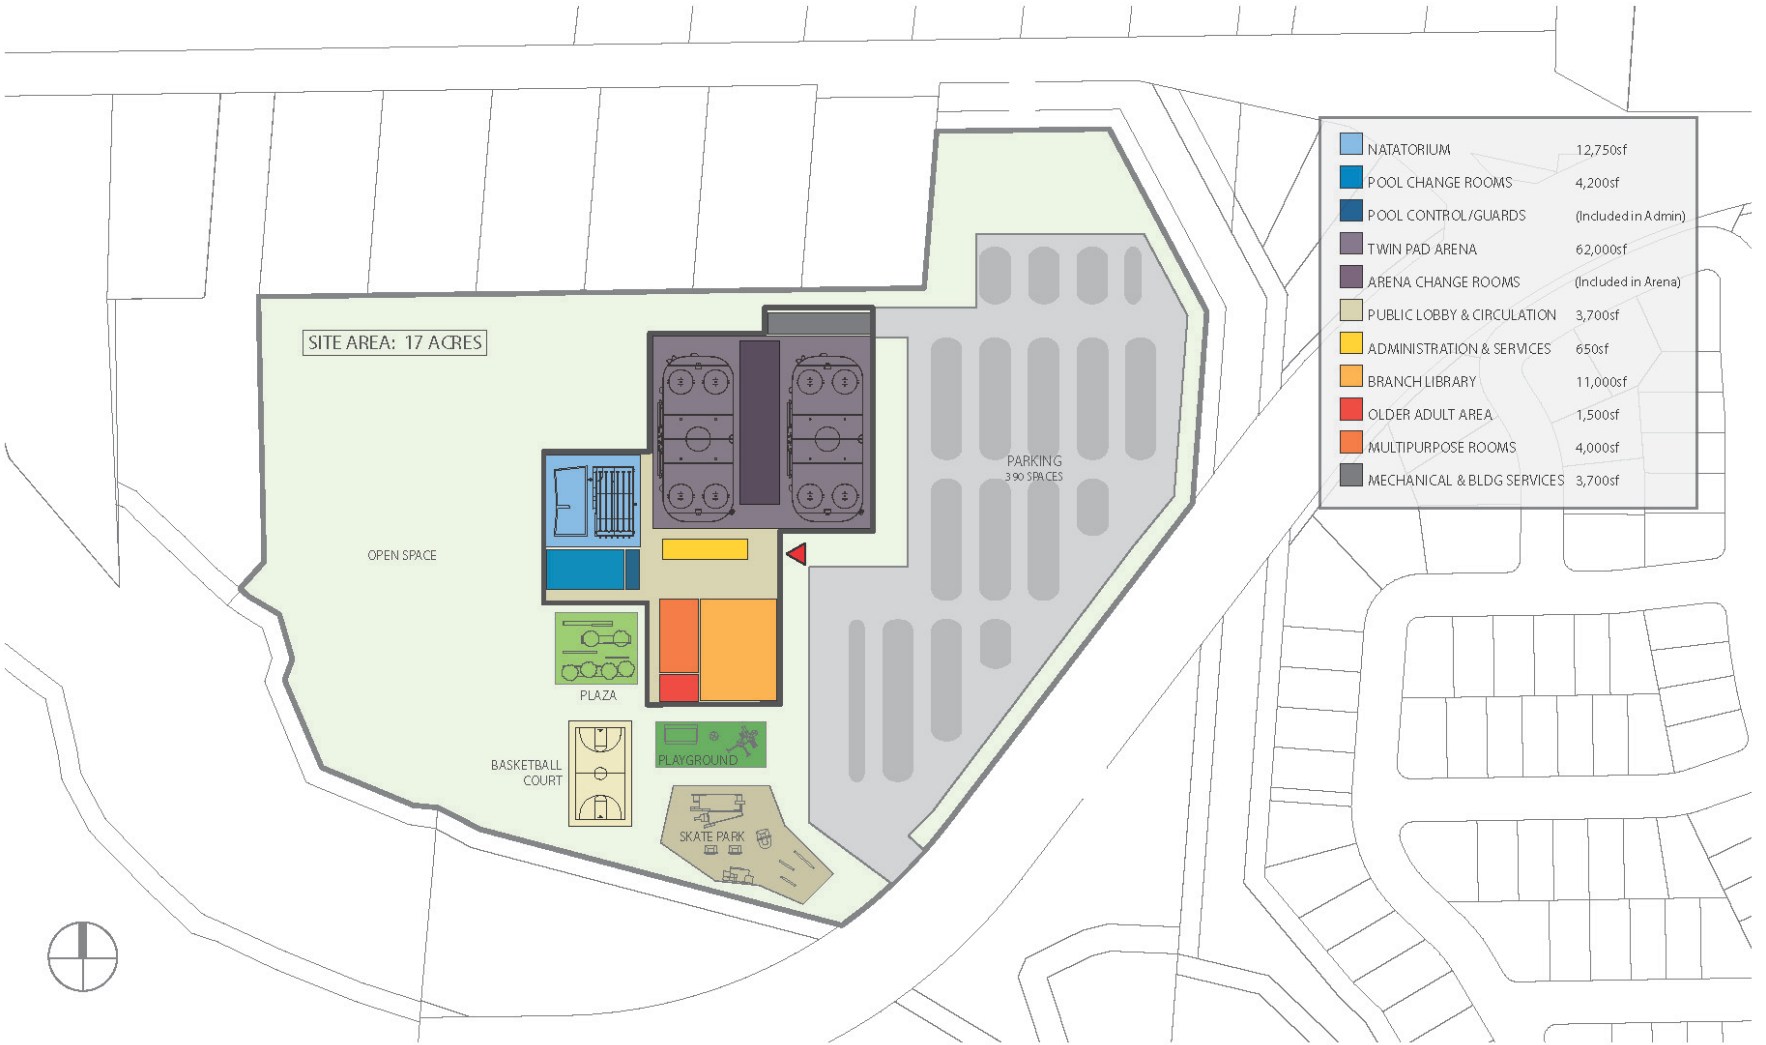 NATATORIUM 12,750sf
POOL CHANGE ROOMS 4,200sf
POOL CONTROL/GUARDS (Included in Admin)
TWIN PAD ARENA 62,000sf
ARENA CHANGE ROOMS (Included in Arena)
PUBLIC LOBBY & CIRCULATION 3,700sf
ADMINISTRATION & SERVICES 650sf
BRANCH LIBRARY 11,000sf
OLDER ADULT AREA 1,500sf
MULTIPURPOSE ROOMS 4,000sf
MECHANICAL & BLDG SERVICES 3,700sf
SITE AREA: 17 ACRES
PARKING
390 SPACES
OPEN SPACE
PLAZA
BASKETBALL
COURT
PLAYGROUND
SKATE PARK